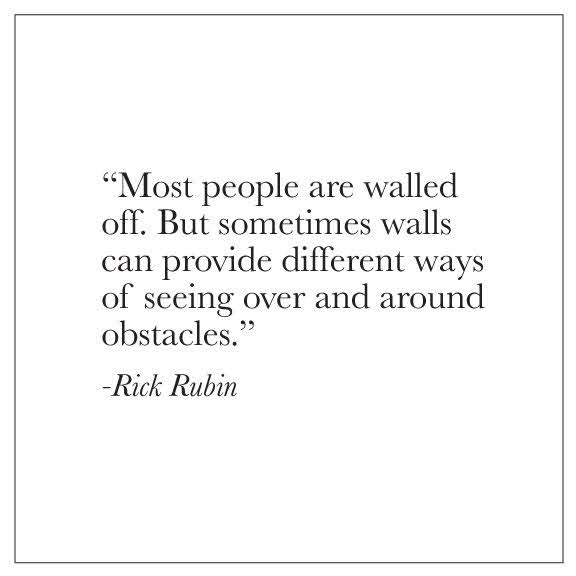 “Most people are walled
off. But sometimes walls
can provide different ways
of seeing over and around
obstacles.”
-Rick Rubin